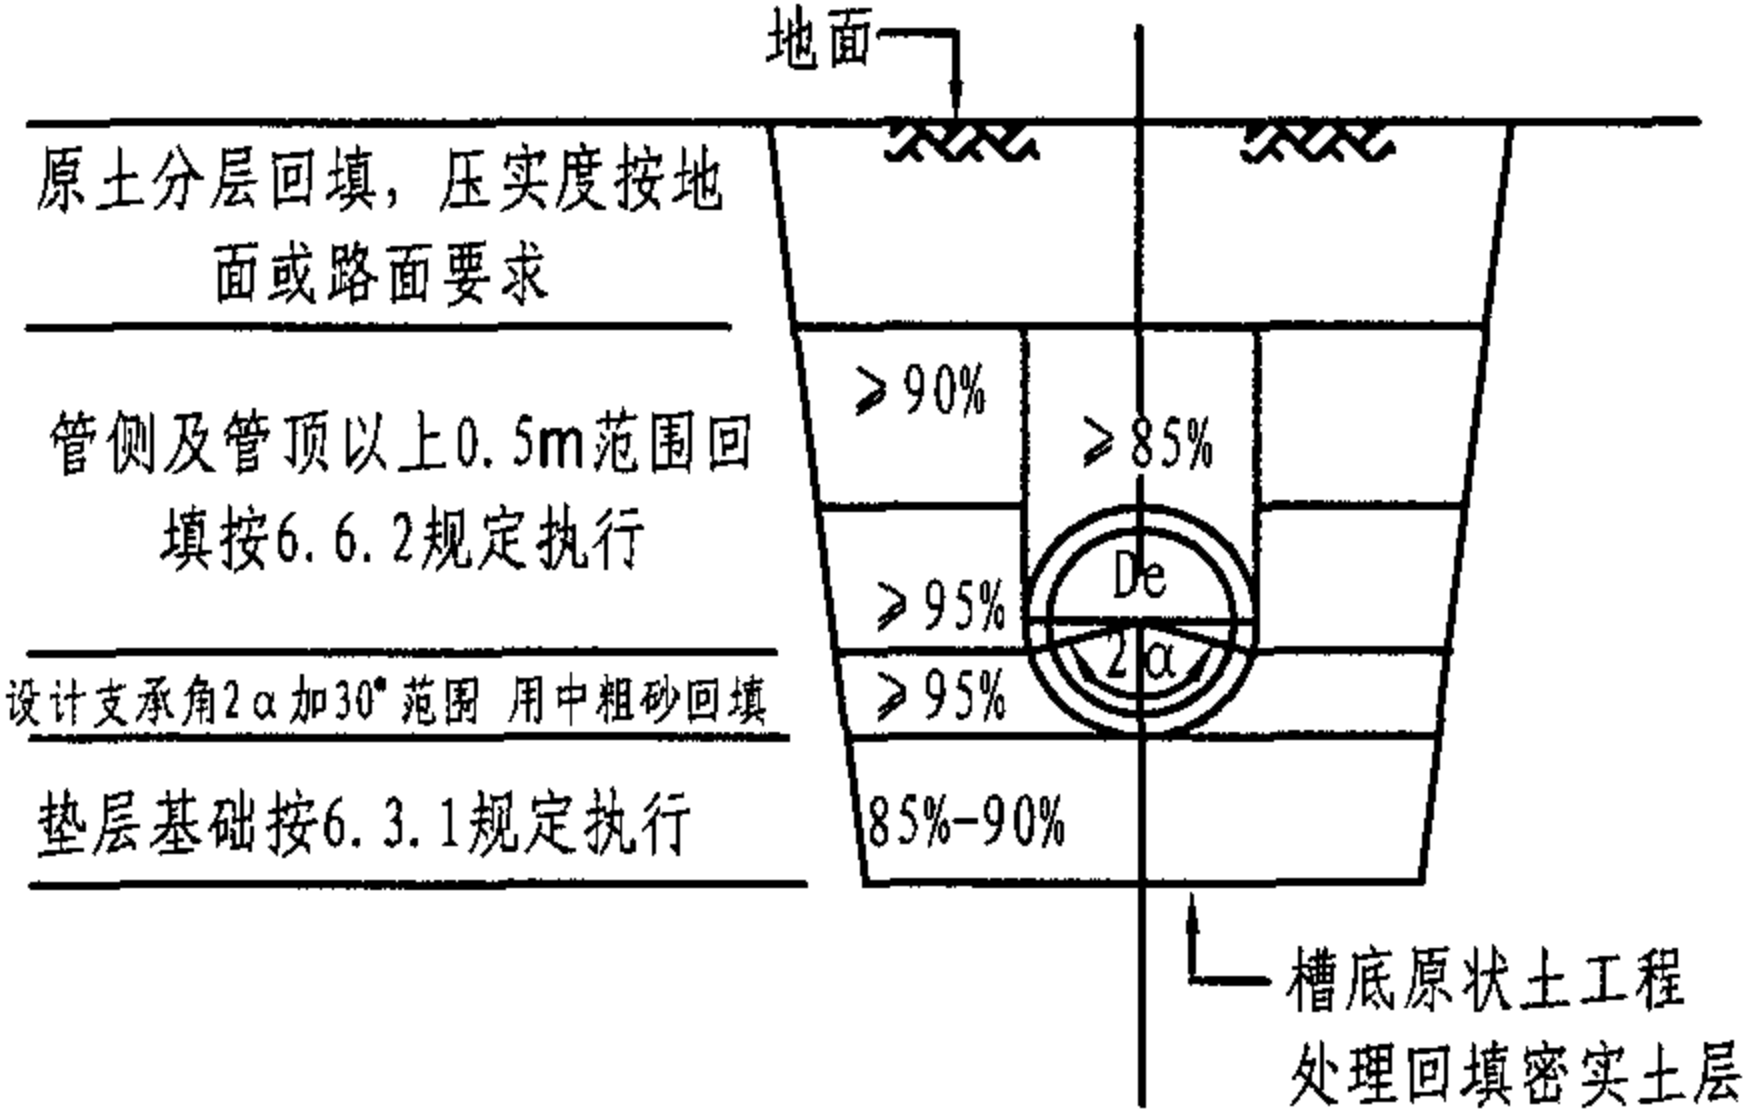 地面
原土分层回填，压实度按地
面或路面要求
≥90%
≥85%
管侧及管顶以上0.5m范围回
填按6.6.2规定执行
De
≥95%
2α
设计支承角2α加30°范围 用中粗砂回填
≥95%
垫层基础按6.3.1规定执行
85%-90%
槽底原状土工程
处理回填密实土层